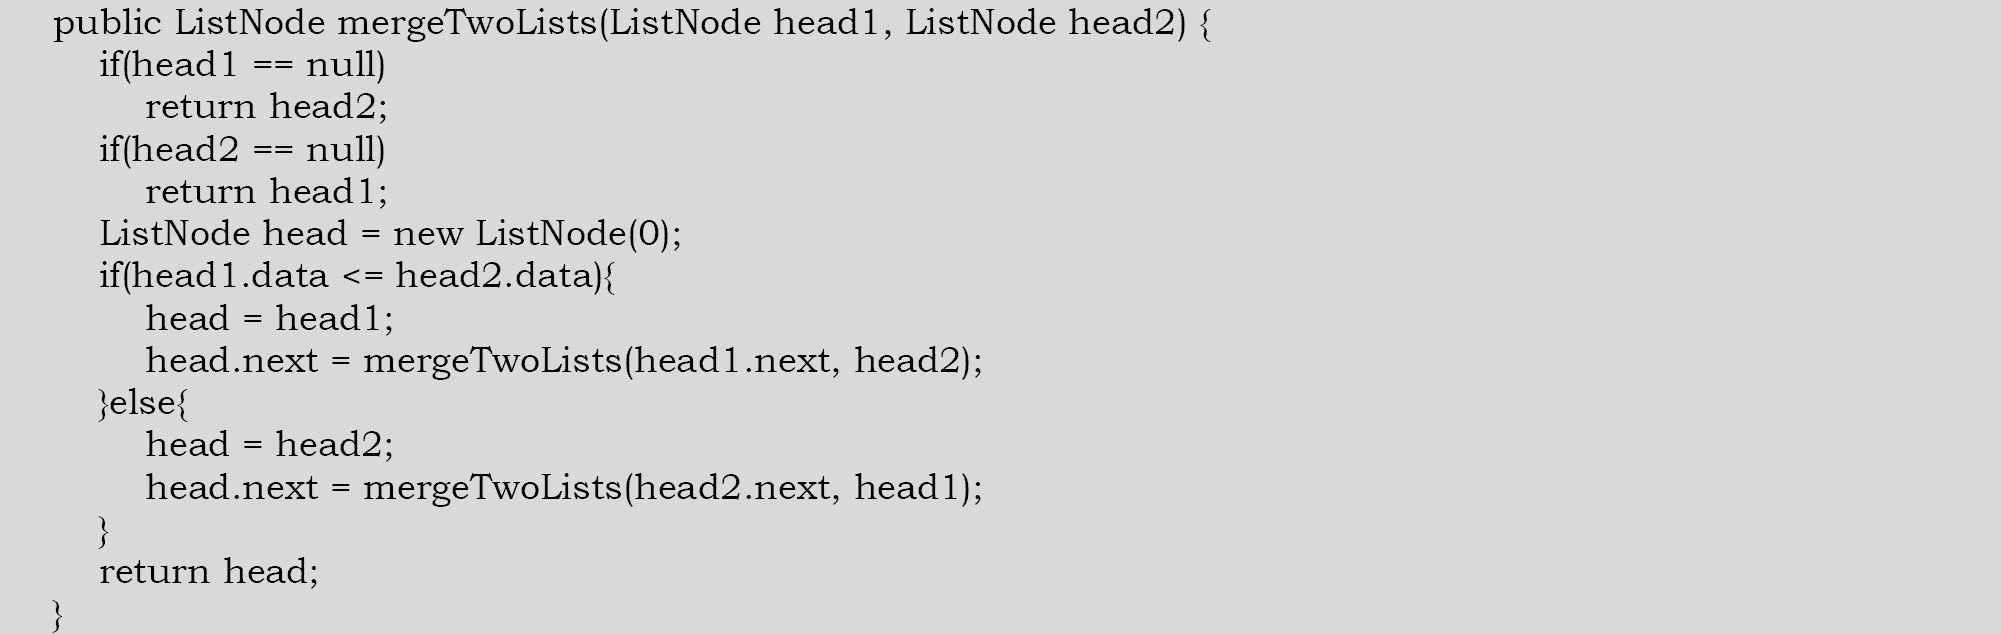 public ListNode mergeTwoLists(ListNode head1, ListNode head2) {
if(head1 == null)
return head2;
if(head2 == null)
return head1;
ListNode head = new ListNode(0);
if(head1.data <= head2.data){
head = head1;
head.next = mergeTwoLists(head1.next, head2);
}else{
head = head2;
head.next = mergeTwoLists(head2.next, head1);
}
return head;
}